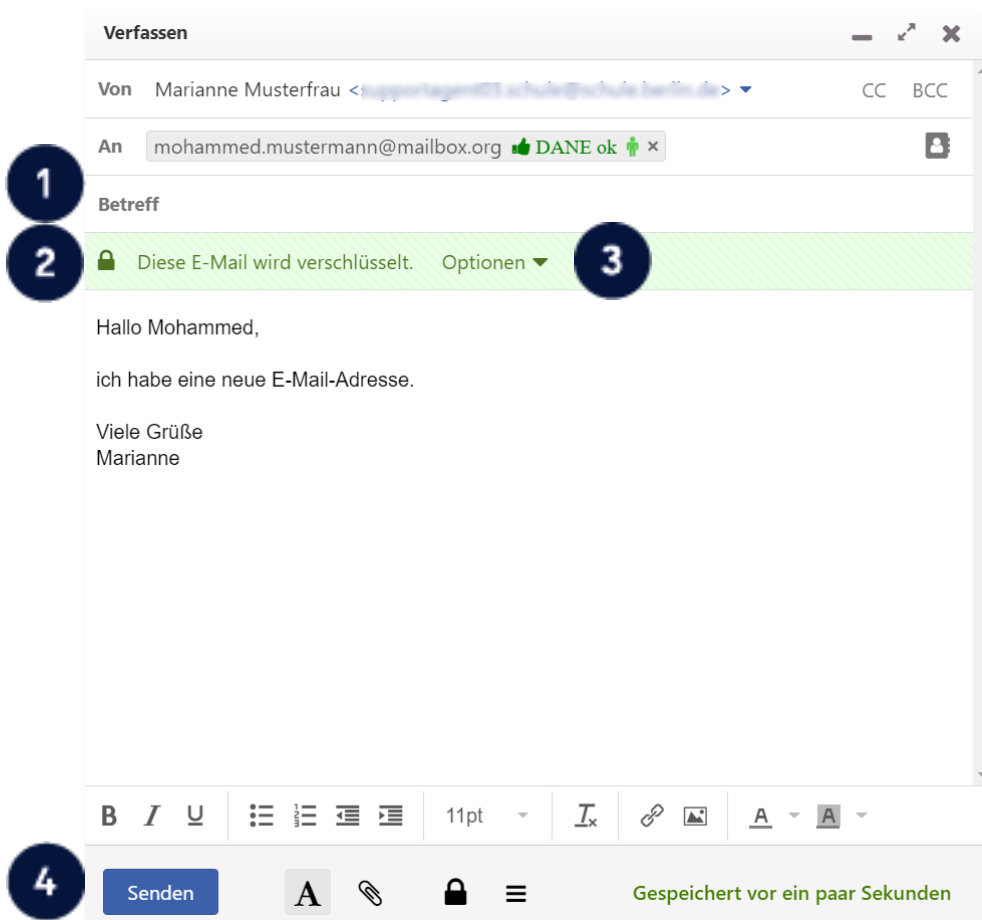 Verfassen
Von Marianne Musterfrau < > CC BCC
An mohammed.mustermann@mailbox.org DANE ok ×
1
Betreff
2 Diese E-Mail wird verschlüsselt. Optionen 3
Hallo Mohammed,
ich habe eine neue E-Mail-Adresse.
Viele Grüße
Marianne
B I U 11pt Tx A A
4 Senden A Gespeichert vor ein paar Sekunden